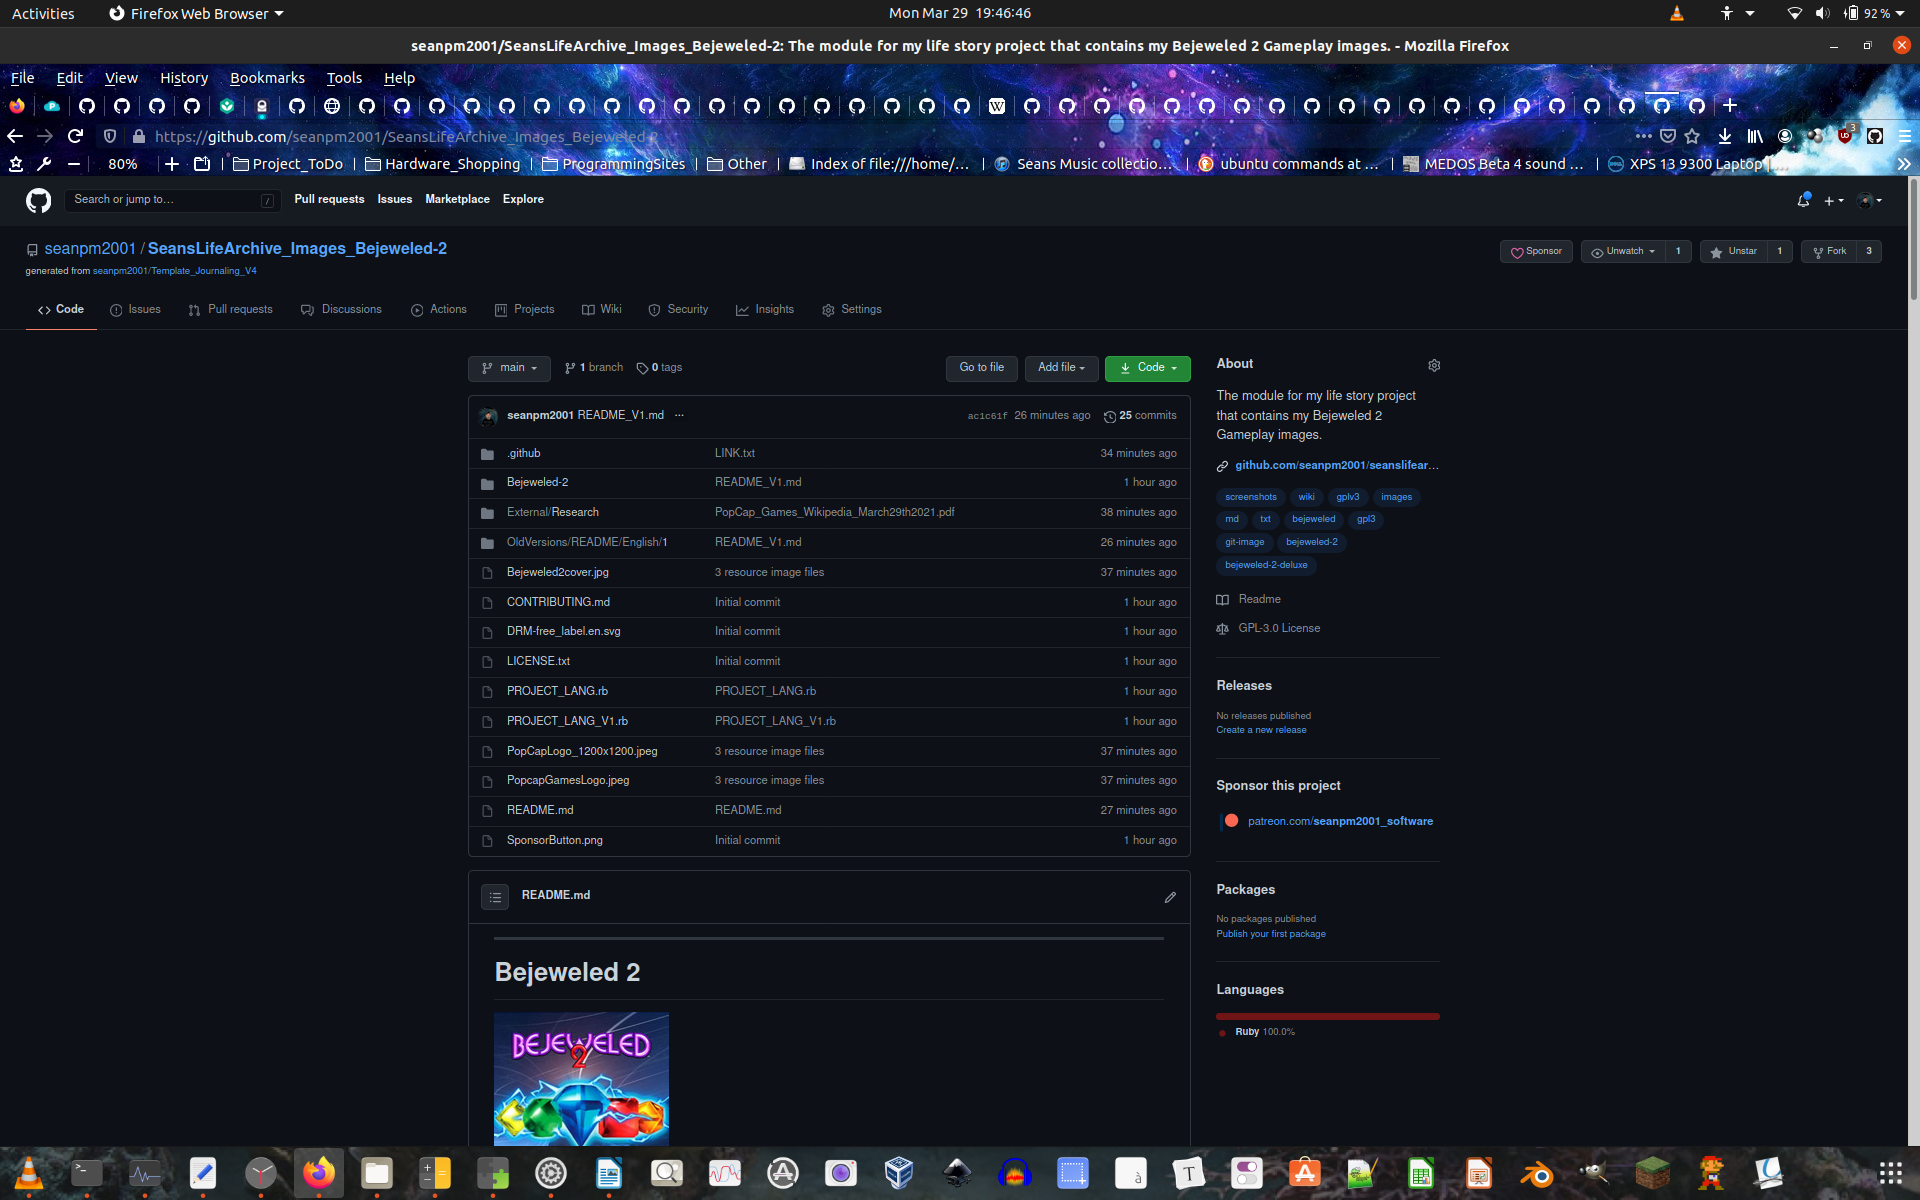 Activities Firefox Web Browser Mon Mar 29 19:46:46 92 %
seanpm2001/SeansLifeArchive_Images_Bejeweled-2: The module for my life story project that contains my Bejeweled 2 Gameplay images. - Mozilla Firefox
File Edit View History Bookmarks Tools Help
https://github.com/seanpm2001/SeansLifeArchive_Images_Bejeweled-2
80% Project_ToDo Hardware_Shopping ProgrammingSites Other Index of file:///home/… Seans Music collectio… ubuntu commands at … MEDOS Beta 4 sound … XPS 13 9300 Laptop
Search or jump to… / Pull requests Issues Marketplace Explore
seanpm2001 / SeansLifeArchive_Images_Bejeweled-2
Sponsor Unwatch 1 Unstar 1 Fork 3
generated from seanpm2001/Template_Journaling_V4
Code Issues Pull requests Discussions Actions Projects Wiki Security Insights Settings
main 1 branch 0 tags Go to file Add file Code
seanpm2001 README_V1.md ... ac1c61f 26 minutes ago 25 commits
.github LINK.txt 34 minutes ago
Bejeweled-2 README_V1.md 1 hour ago
External/Research PopCap_Games_Wikipedia_March29th2021.pdf 38 minutes ago
OldVersions/README/English/1 README_V1.md 26 minutes ago
Bejeweled2cover.jpg 3 resource image files 37 minutes ago
CONTRIBUTING.md Initial commit 1 hour ago
DRM-free_label.en.svg Initial commit 1 hour ago
LICENSE.txt Initial commit 1 hour ago
PROJECT_LANG.rb PROJECT_LANG.rb 1 hour ago
PROJECT_LANG_V1.rb PROJECT_LANG_V1.rb 1 hour ago
PopCapLogo_1200x1200.jpeg 3 resource image files 37 minutes ago
PopcapGamesLogo.jpeg 3 resource image files 37 minutes ago
README.md README.md 27 minutes ago
SponsorButton.png Initial commit 1 hour ago
README.md
Bejeweled 2
BEJEWELED
2
About
The module for my life story project
that contains my Bejeweled 2
Gameplay images.
github.com/seanpm2001/seanslifear…
screenshots wiki gplv3 images
md txt bejeweled gpl3
git-image bejeweled-2
bejeweled-2-deluxe
Readme
GPL-3.0 License
Releases
No releases published
Create a new release
Sponsor this project
patreon.com/seanpm2001_software
Packages
No packages published
Publish your first package
Languages
Ruby 100.0%